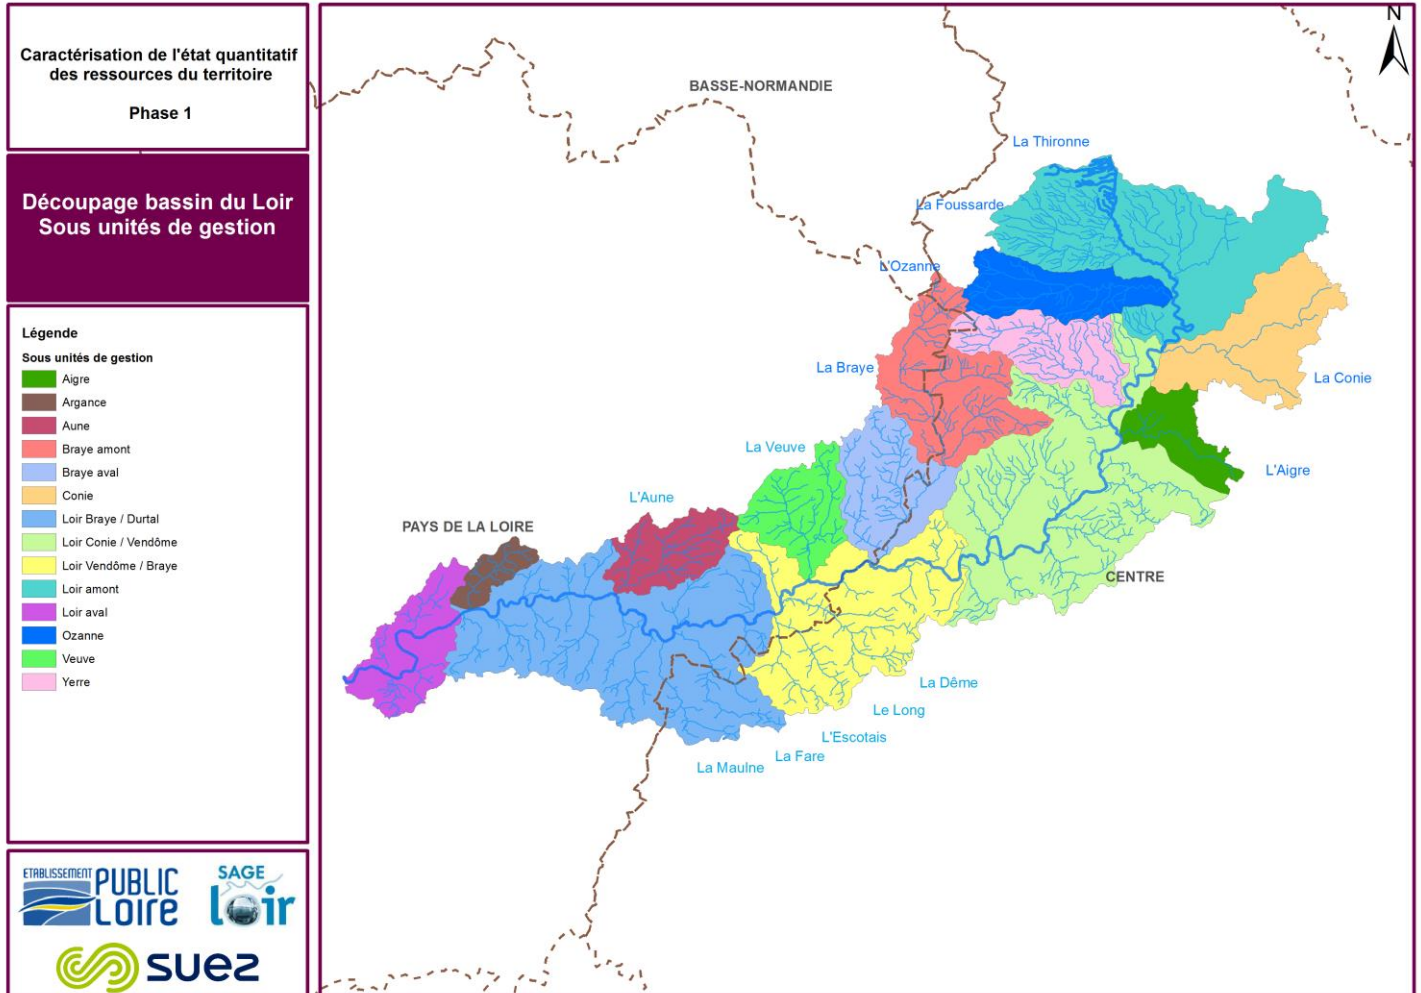 Caractérisation de l'état quantitatif
des ressources du territoire
Phase 1
Découpage bassin du Loir
Sous unités de gestion
Légende
Sous unités de gestion
Aigre
Argance
Aune
Braye amont
Braye aval
Conie
Loir Braye / Durtal
Loir Conie / Vendôme
Loir Vendôme / Braye
Loir amont
Loir aval
Ozanne
Veuve
Yerre
ETABLISSEMENT PUBLIC
LOIRE
SAGE
loir
suez
N
BASSE-NORMANDIE
La Thironne
La Foussarde
L'Ozanne
La Braye
La Conie
La Veuve
L'Aigre
L'Aune
PAYS DE LA LOIRE
CENTRE
La Dême
Le Long
L'Escotais
La Fare
La Maulne